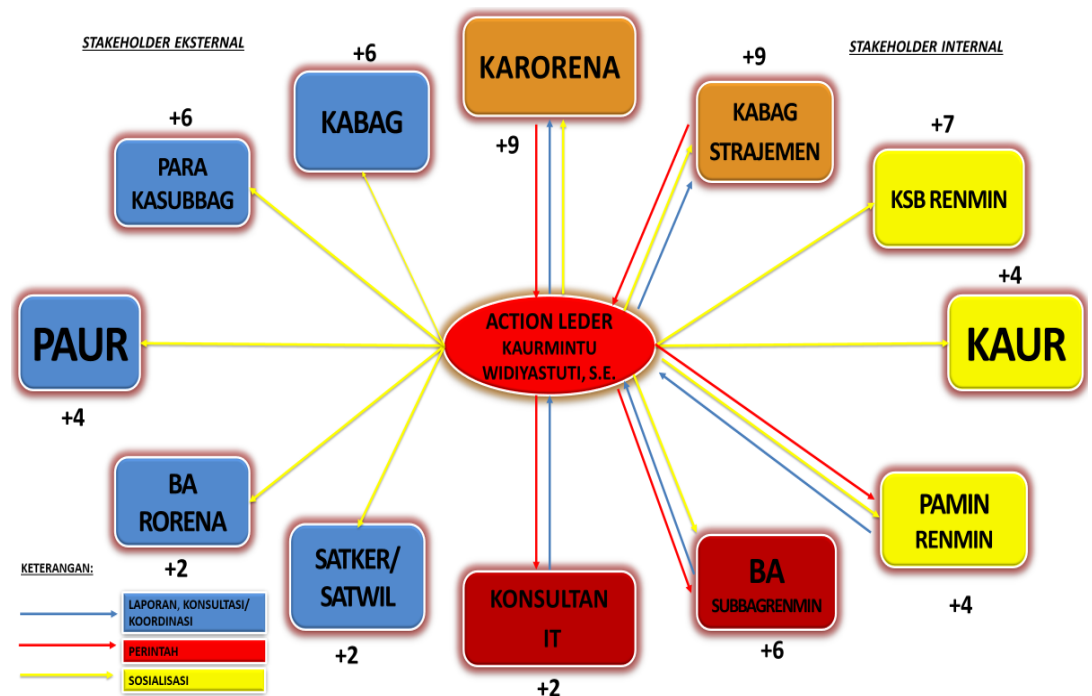 STAKEHOLDER EKSTERNAL
STAKEHOLDER INTERNAL
KARORENA
+9
+6
KABAG
+9
KABAG
STRAJEMEN
+6
PARA
KASUBBAG
+7
KSB RENMIN
PAUR
+4
ACTION LEDER
KAURMINTU
WIDIYASTUTI, S.E.
+4
KAUR
BA
RORENA
+2
SATKER/
SATWIL
+2
KONSULTAN
IT
+2
BA
SUBBAGRENMIN
+6
PAMIN
RENMIN
+4
KETERANGAN:
LAPORAN, KONSULTASI/
KOORDINASI
PERINTAH
SOSIALISASI